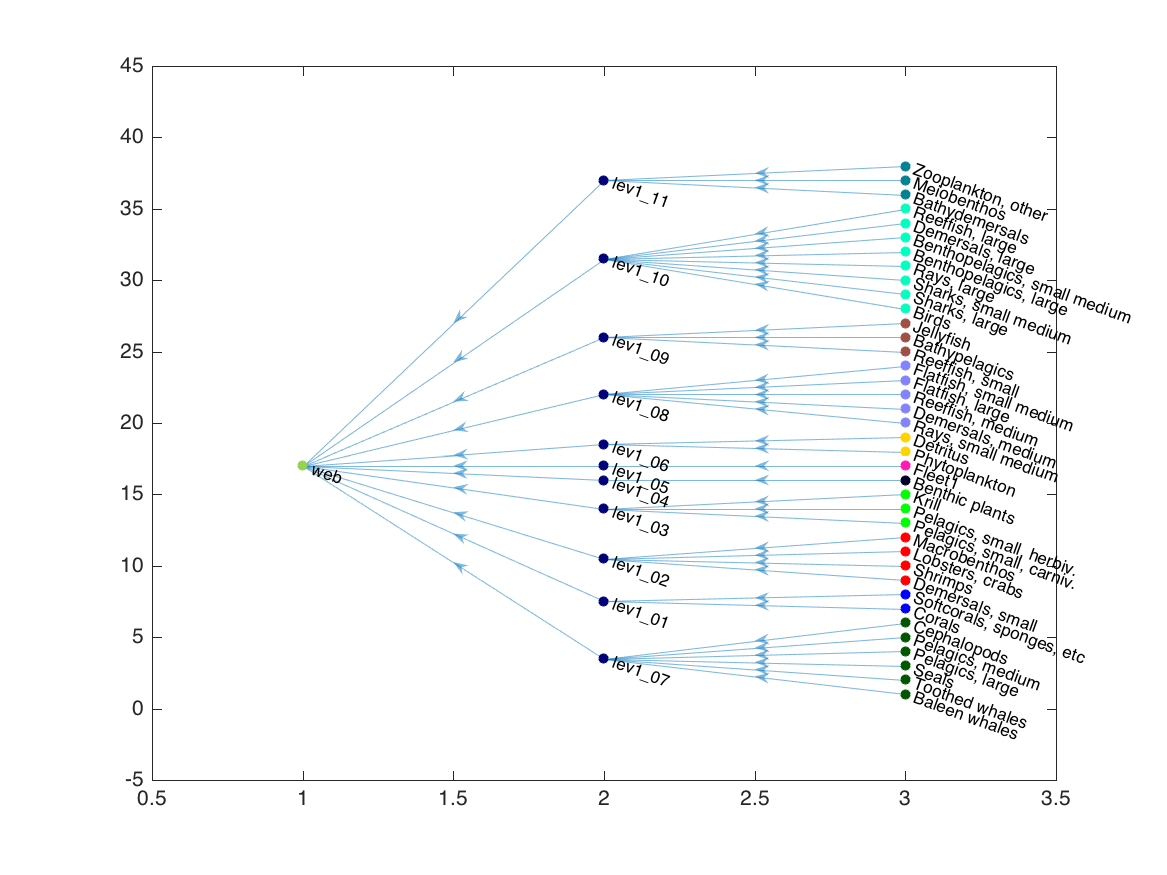 45
40
35
30
25
20
15
10
5
0
-5
0.5
1
1.5
2
2.5
3
3.5
web
lev1_11
lev1_10
lev1_09
lev1_08
lev1_06
lev1_05
lev1_04
lev1_03
lev1_02
lev1_01
lev1_07
Zooplankton, other
Meiobenthos
Bathydemersals
Reeffish, large
Demersals, large
Benthopelagics, small medium
Benthopelagics, large
Rays, large
Sharks, small medium
Sharks, large
Birds
Jellyfish
Bathypelagics
Reeffish, small
Flatfish, small medium
Flatfish, large
Reeffish, medium
Demersals, medium
Rays, small medium
Detritus
Phytoplankton
Fleet1
Benthic plants
Krill
Pelagics, small, herbiv.
Pelagics, small, carniv.
Macrobenthos
Lobsters, crabs
Shrimps
Demersals, small
Softcorals, sponges, etc
Corals
Cephalopods
Pelagics, medium
Pelagics, large
Seals
Toothed whales
Baleen whales